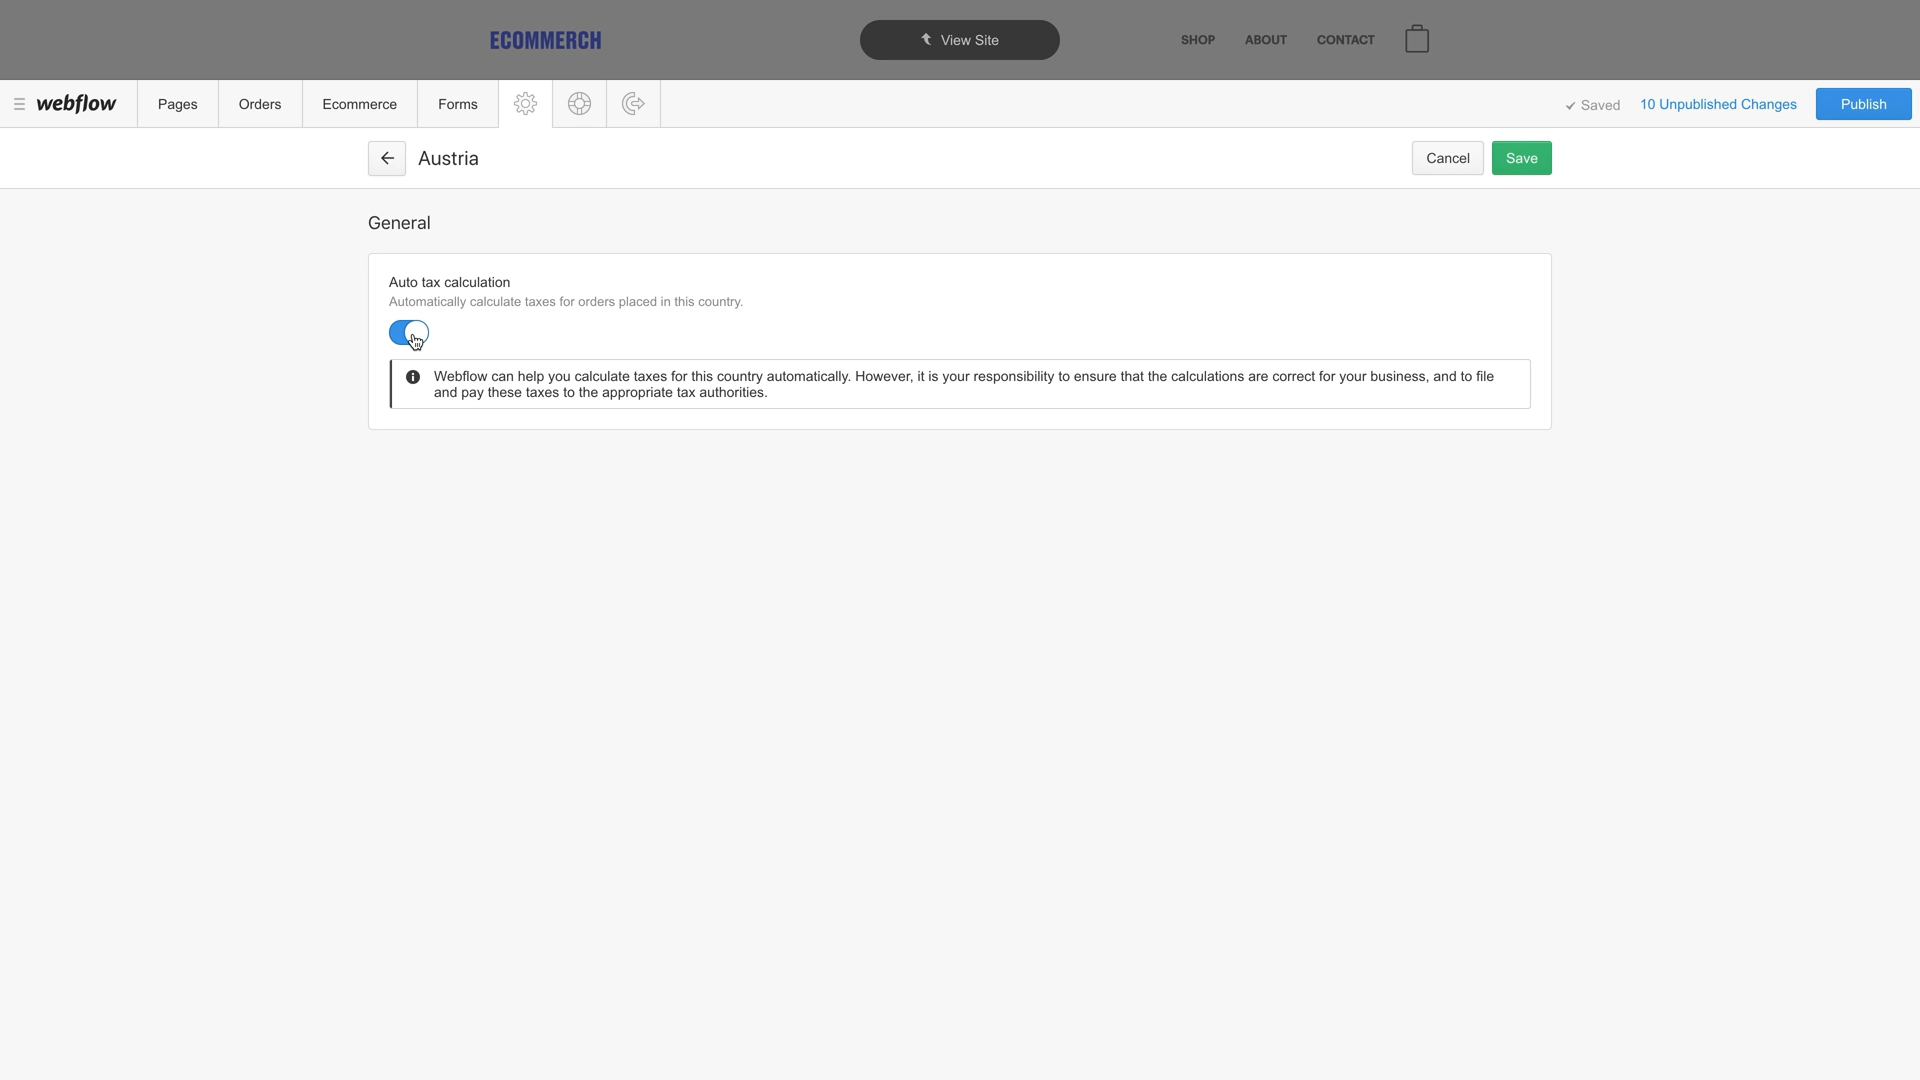 ECOMMERCH
View Site
SHOP ABOUT CONTACT
webflow
Pages
Orders
Ecommerce
Forms
Saved
10 Unpublished Changes
Publish
Austria
Cancel
Save
General
Auto tax calculation
Automatically calculate taxes for orders placed in this country.
Webflow can help you calculate taxes for this country automatically. However, it is your responsibility to ensure that the calculations are correct for your business, and to file
and pay these taxes to the appropriate tax authorities.